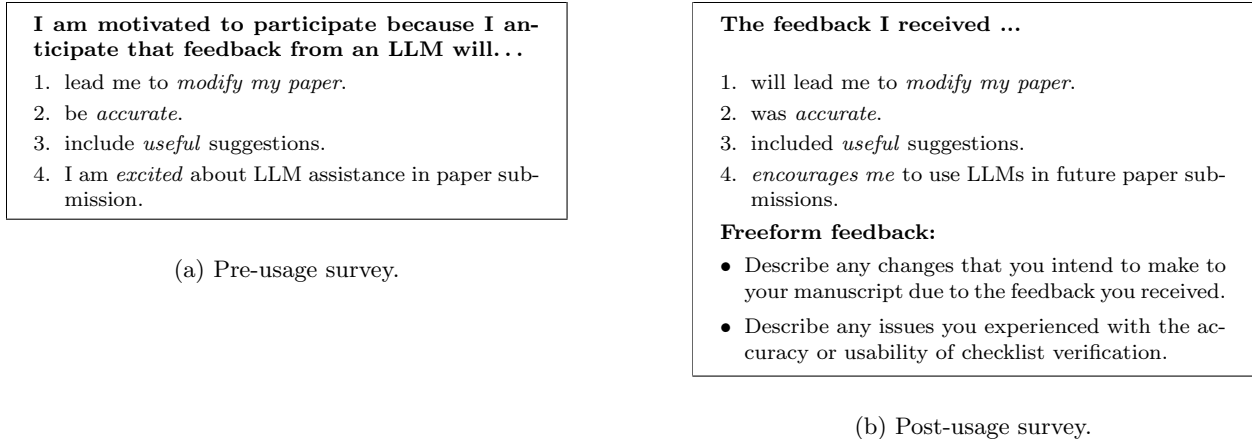 I am motivated to participate because I an-
ticipate that feedback from an LLM will...
1. lead me to modify my paper.
2. be accurate.
3. include useful suggestions.
4. I am excited about LLM assistance in paper sub-
mission.
(a) Pre-usage survey.
The feedback I received ...
1. will lead me to modify my paper.
2. was accurate.
3. included useful suggestions.
4. encourages me to use LLMs in future paper sub-
missions.
Freeform feedback:
• Describe any changes that you intend to make to
your manuscript due to the feedback you received.
• Describe any issues you experienced with the ac-
curacy or usability of checklist verification.
(b) Post-usage survey.